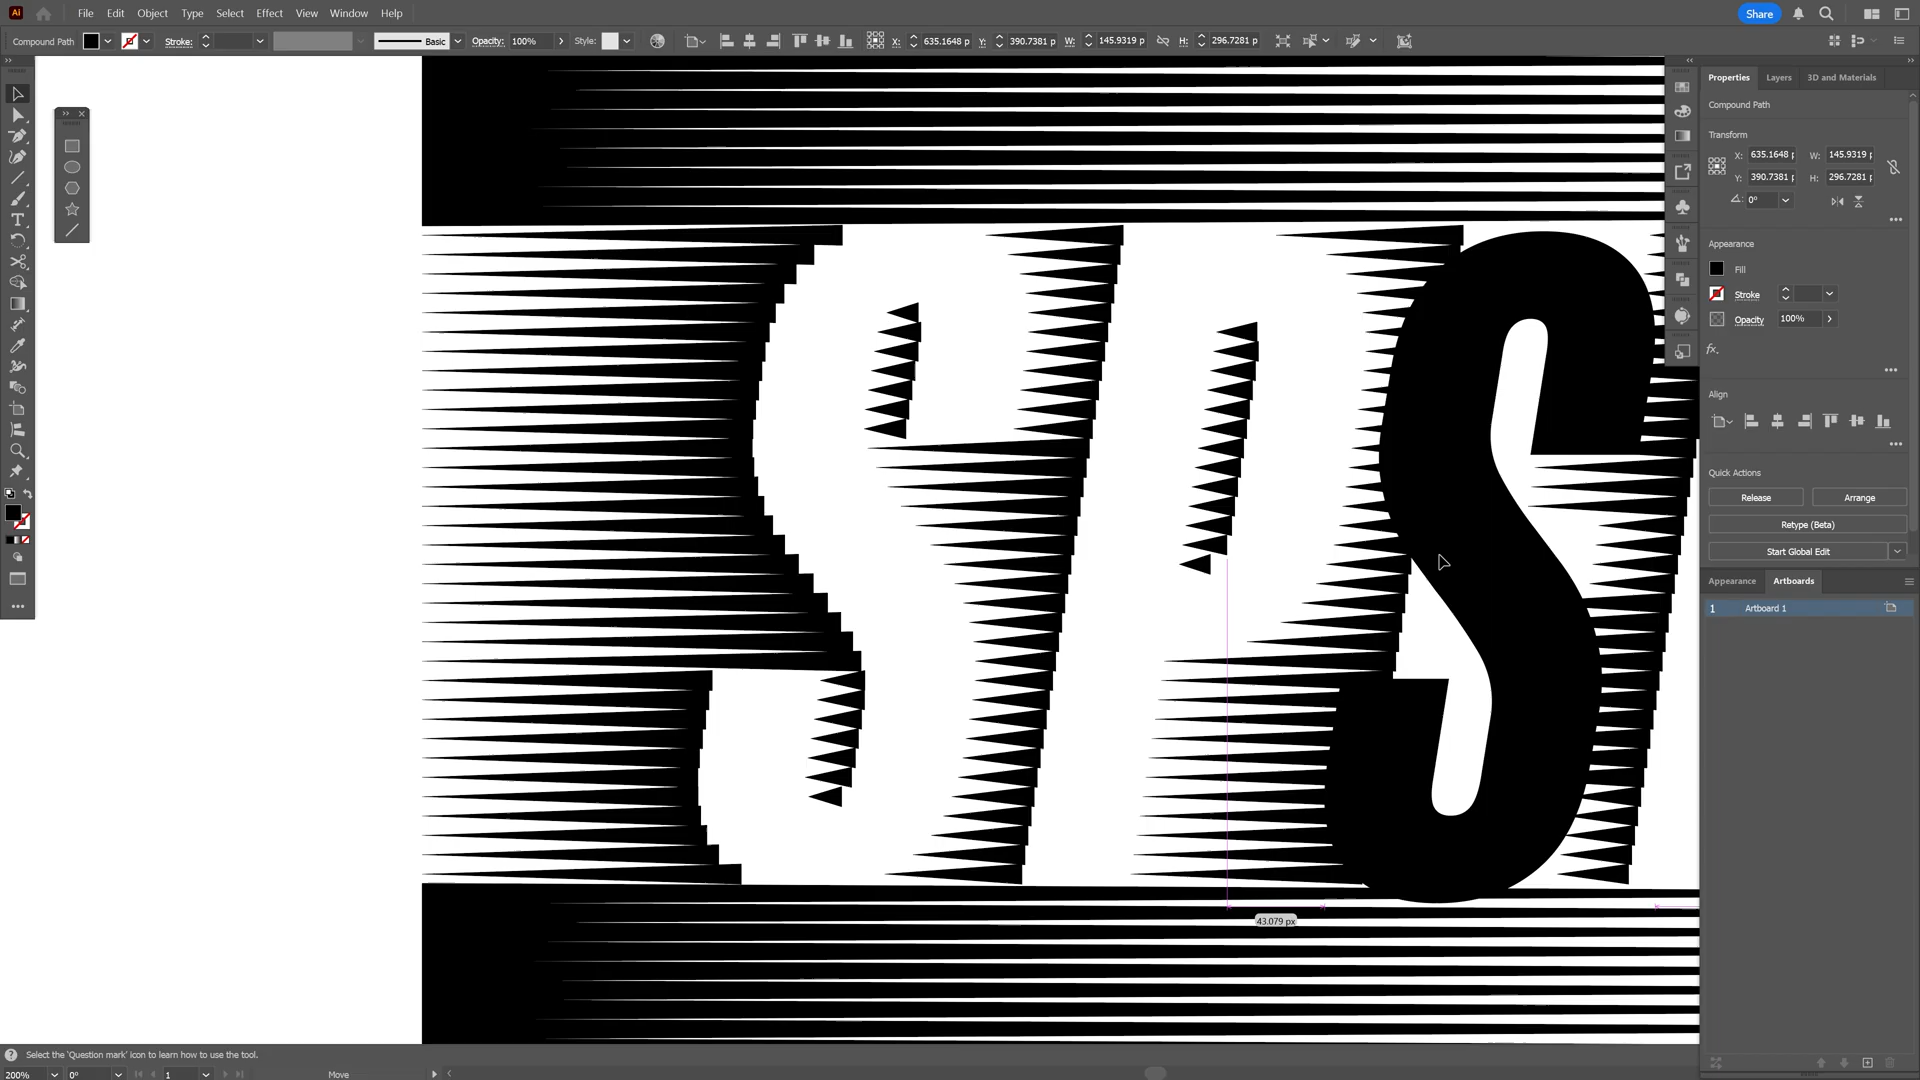 Ai File Edit Object Type Select Effect View Window Help Share
Compound Path Stroke: Basic Opacity: 100% Style: X: 635.1648 p Y: 390.7381 p W: 145.9319 p H: 296.7281 p
Properties Layers 3D and Materials
Compound Path
Transform
X: 635.1648 p W: 145.9319 p
Y: 390.7381 p H: 296.7281 p
0°
Appearance
Fill
Stroke
Opacity 100%
fx.
Align
Quick Actions
Release Arrange
Retype (Beta)
Start Global Edit
Appearance Artboards
1 Artboard 1
S
43.079 px
Select the 'Question mark' icon to learn how to use the tool.
200% 0° 1 Move